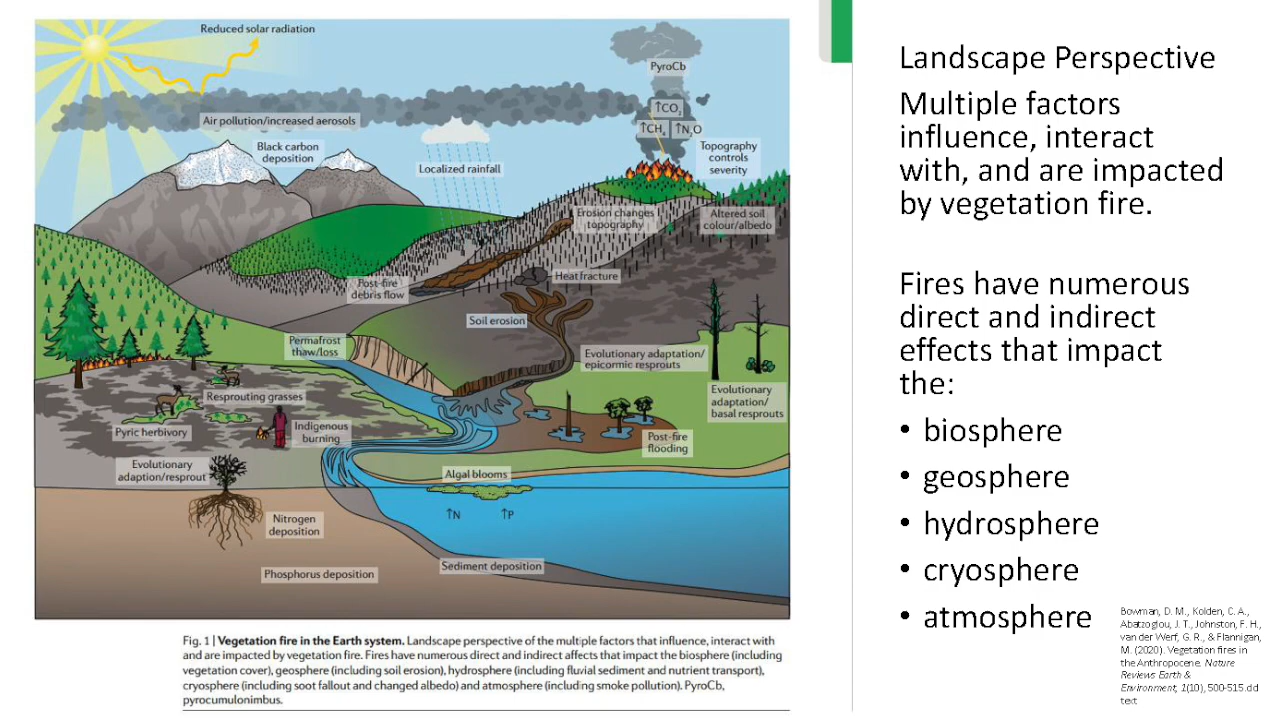 Reduced solar radiation
PyroCb
↑CO₂
Air pollution/increased aerosols
↑CH₄
↑N₂O
Black carbon
deposition
Topography
controls
severity
Localized rainfall
Erosion changes
topography
Altered soil
colour/albedo
Heat fracture
Post-fire
debris flow
Soil erosion
Permafrost
thaw/loss
Evolutionary adaptation/
epicormic resprouts
Evolutionary
adaptation/
basal resprouts
Resprouting grasses
Pyric herbivory
Indigenous
burning
Post-fire
flooding
Evolutionary
adaption/resprout
Algal blooms
↑N
↑P
Nitrogen
deposition
Sediment deposition
Phosphorus deposition
Fig. 1 | Vegetation fire in the Earth system. Landscape perspective of the multiple factors that influence, interact with
and are impacted by vegetation fire. Fires have numerous direct and indirect affects that impact the biosphere (including
vegetation cover), geosphere (including soil erosion), hydrosphere (including fluvial sediment and nutrient transport),
cryosphere (including soot fallout and changed albedo) and atmosphere (including smoke pollution). PyroCb,
pyrocumulonimbus.
Landscape Perspective
Multiple factors
influence, interact
with, and are impacted
by vegetation fire.
Fires have numerous
direct and indirect
effects that impact
the:
• biosphere
• geosphere
• hydrosphere
• cryosphere
• atmosphere
Bowman, D. M., Kolden, C. A.,
Abatzoglou, J. T., Johnston, F. H.,
van der Werf, G. R., & Flannigan,
M. (2020). Vegetation fires in
the Anthropocene. Nature
Reviews Earth &
Environment, 1(10), 500-515.dd
text